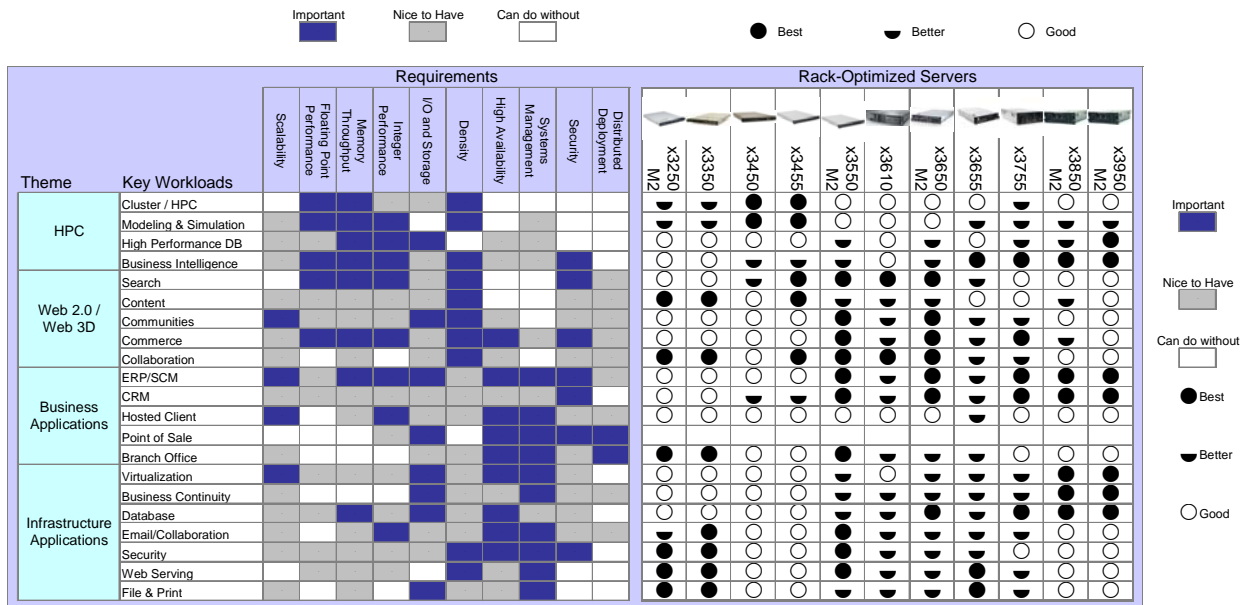 Important
Nice to Have
Can do without
Best
Better
Good
Requirements
Rack-Optimized Servers
Theme
Key Workloads
Scalability
Floating Point Performance
Memory Throughput
Integer Performance
I/O and Storage
Density
High Availability
Systems Management
Security
Distributed Deployment
x3250 M2
x3350
x3450
x3455
x3550 M2
x3610
x3650 M2
x3655
x3755
x3850 M2
x3950 M2
HPC
Cluster / HPC
Modeling & Simulation
High Performance DB
Business Intelligence
Web 2.0 /
Web 3D
Search
Content
Communities
Commerce
Collaboration
Business
Applications
ERP/SCM
CRM
Hosted Client
Point of Sale
Branch Office
Infrastructure
Applications
Virtualization
Business Continuity
Database
Email/Collaboration
Security
Web Serving
File & Print
Important
Nice to Have
Can do without
Best
Better
Good